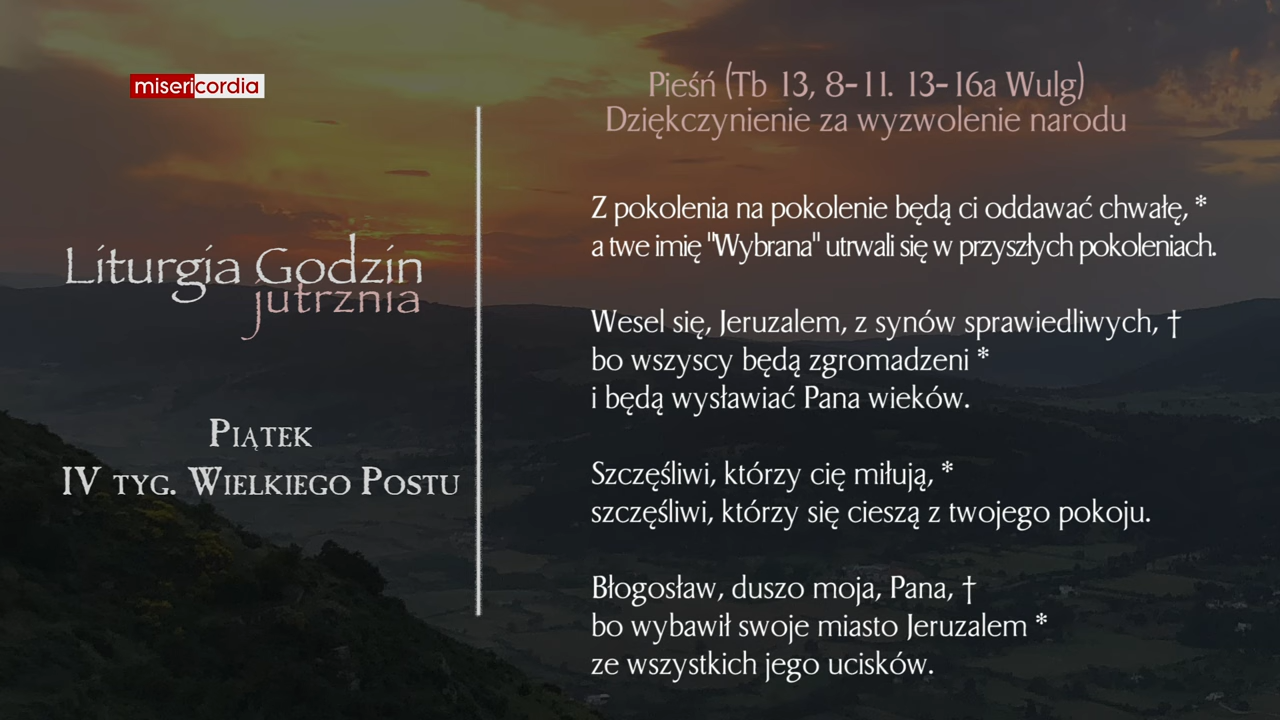 misericordia
Liturgia Godzin
jutrznia
Piątek
IV tyg. Wielkiego Postu
Pieśń (Tb 13, 8-11. 13-16a Wulg)
Dziękczynienie za wyzwolenie narodu
Z pokolenia na pokolenie będą ci oddawać chwałę, *
a twe imię "Wybrana" utrwali się w przyszłych pokoleniach.
Wesel się, Jeruzalem, z synów sprawiedliwych, †
bo wszyscy będą zgromadzeni *
i będą wysławiać Pana wieków.
Szczęśliwi, którzy cię miłują, *
szczęśliwi, którzy się cieszą z twojego pokoju.
Błogosław, duszo moja, Pana, †
bo wybawił swoje miasto Jeruzalem *
ze wszystkich jego ucisków.